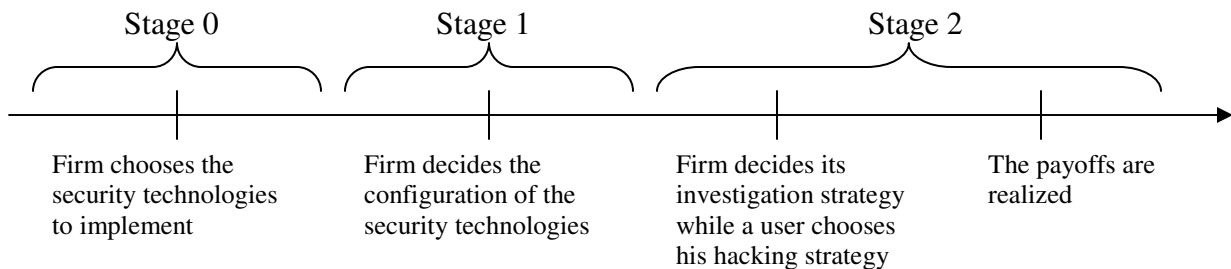 Stage 0
Stage 1
Stage 2
Firm chooses the
security technologies
to implement
Firm decides the
configuration of the
security technologies
Firm decides its
investigation strategy
while a user chooses
his hacking strategy
The payoffs are
realized